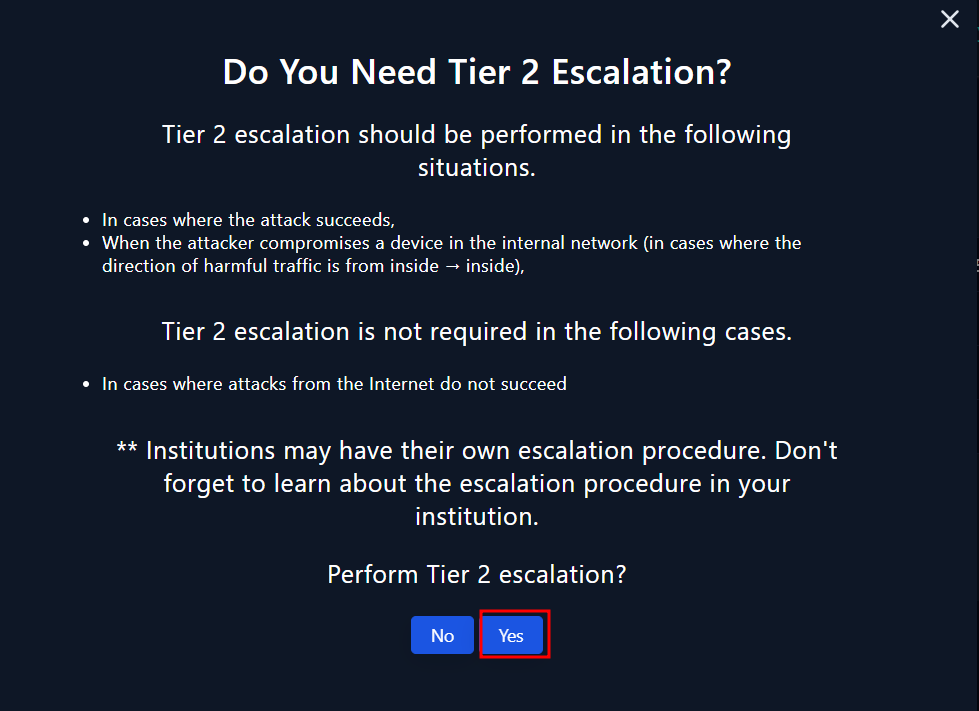 Do You Need Tier 2 Escalation?
Tier 2 escalation should be performed in the following
situations.
• In cases where the attack succeeds,
• When the attacker compromises a device in the internal network (in cases where the
direction of harmful traffic is from inside → inside),
Tier 2 escalation is not required in the following cases.
• In cases where attacks from the Internet do not succeed
** Institutions may have their own escalation procedure. Don't
forget to learn about the escalation procedure in your
institution.
Perform Tier 2 escalation?
No Yes